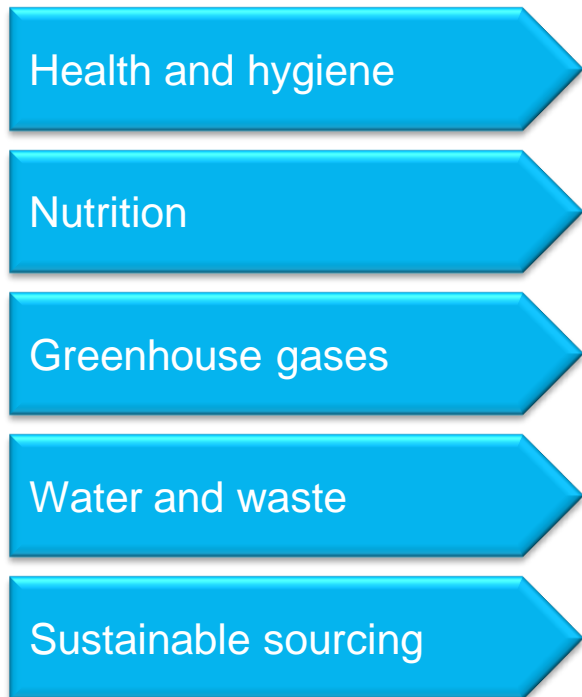 Health and hygiene
Nutrition
Greenhouse gases
Water and waste
Sustainable sourcing